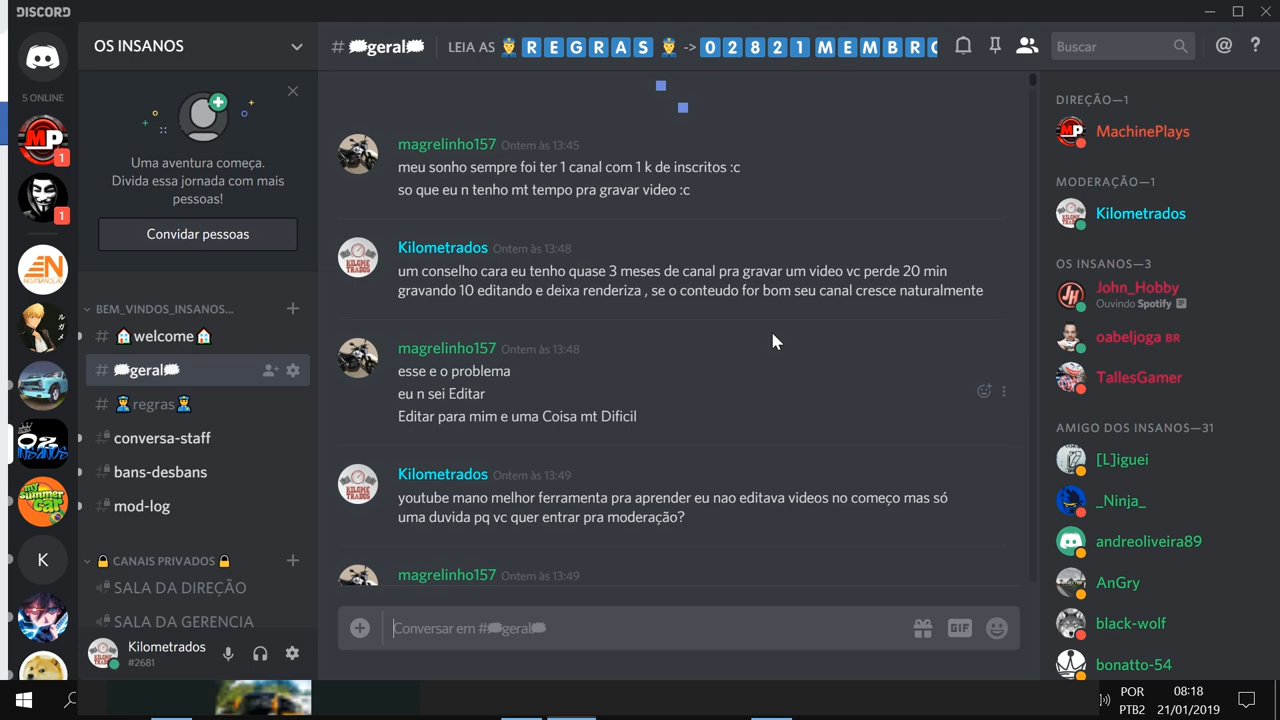 DISCORD
5 ONLINE
MP
1
1
EN
my
summer
car
K
OS INSANOS
Uma aventura começa.
Divida essa jornada com mais
pessoas!
Convidar pessoas
BEM_VINDOS_INSANOS...
# 🏠welcome🏠
# 🗯geral🗯
# 👮regras👮
# conversa-staff
# bans-desbans
# mod-log
🔒 CANAIS PRIVADOS 🔒
SALA DA DIREÇÃO
SALA DA GERENCIA
Kilometrados
#2681
# 🗯geral🗯 LEIA AS 👮 R E G R A S 👮 -> 0 2 8 2 1 M E M B R
Buscar
magrelinho157 Ontem às 13:45
meu sonho sempre foi ter 1 canal com 1 k de inscritos :c
so que eu n tenho mt tempo pra gravar video :c
Kilometrados Ontem às 13:48
um conselho cara eu tenho quase 3 meses de canal pra gravar um video vc perde 20 min
gravando 10 editando e deixa renderiza , se o conteudo for bom seu canal cresce naturalmente
magrelinho157 Ontem às 13:48
esse e o problema
eu n sei Editar
Editar para mim e uma Coisa mt Dificil
Kilometrados Ontem às 13:49
youtube mano melhor ferramenta pra aprender eu nao editava videos no começo mas só
uma duvida pq vc quer entrar pra moderação?
magrelinho157 Ontem às 13:49
Conversar em #🗯geral🗯
GIF
DIREÇÃO—1
MachinePlays
MODERAÇÃO—1
Kilometrados
OS INSANOS—3
John_Hobby
Ouvindo Spotify
oabeljoga BR
TallesGamer
AMIGO DOS INSANOS—31
[L]iguei
_Ninja_
andreoliveira89
AnGry
black-wolf
bonatto-54
POR
PTB2
08:18
21/01/2019